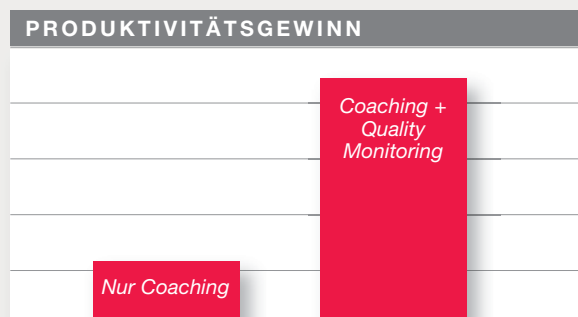 PRODUKTIVITÄTSGEWINN
Coaching +
Quality
Monitoring
Nur Coaching